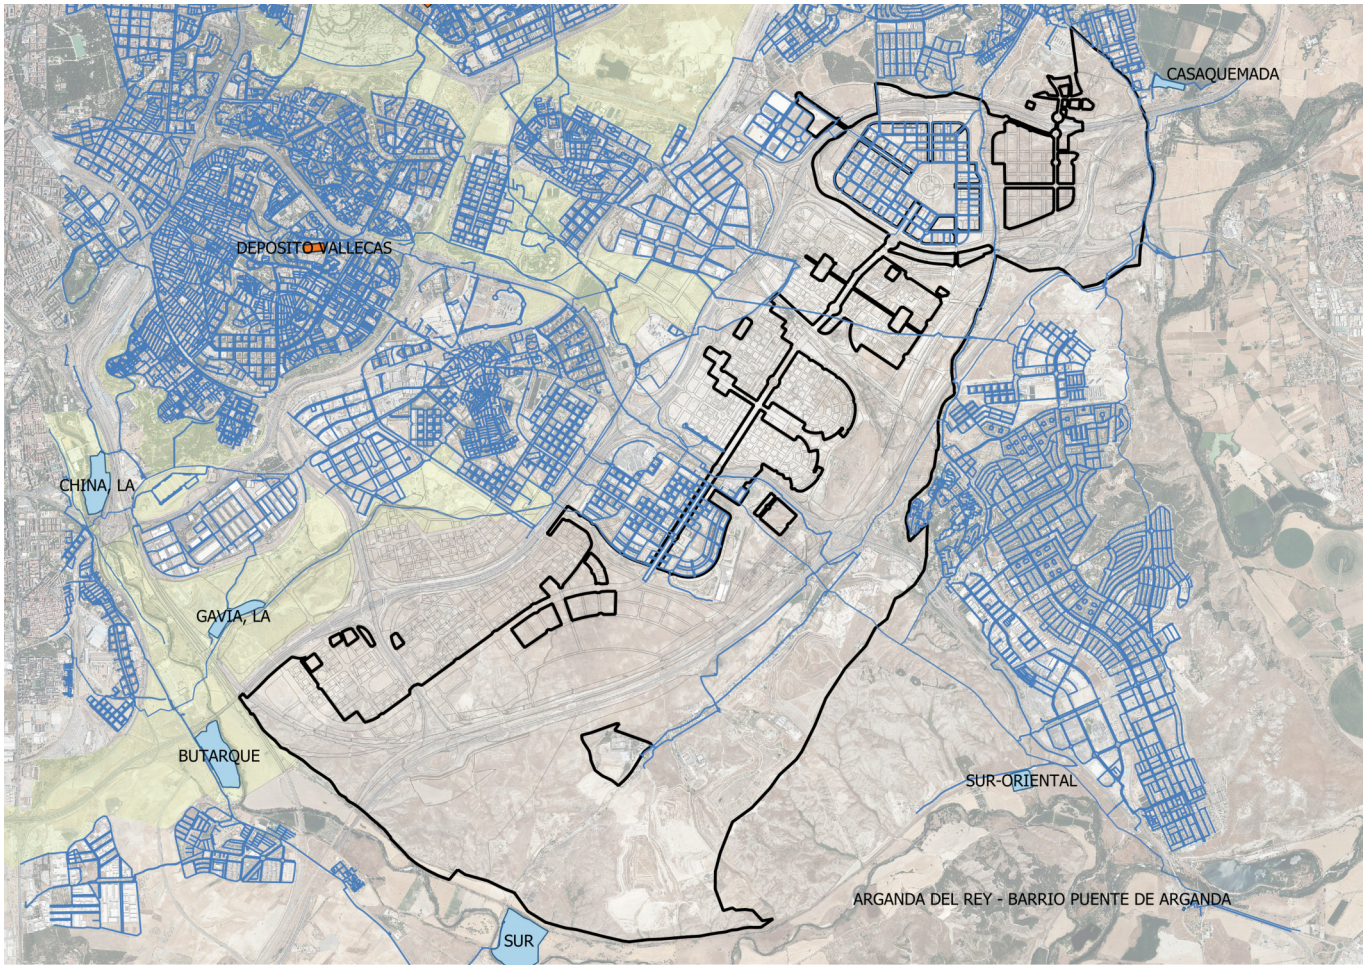 CASAQUEMADA
DEPOSITO VALLECAS
CHINA, LA
GAVIA, LA
BUTARQUE
SUR-ORIENTAL
ARGANDA DEL REY - BARRIO PUENTE DE ARGANDA
SUR